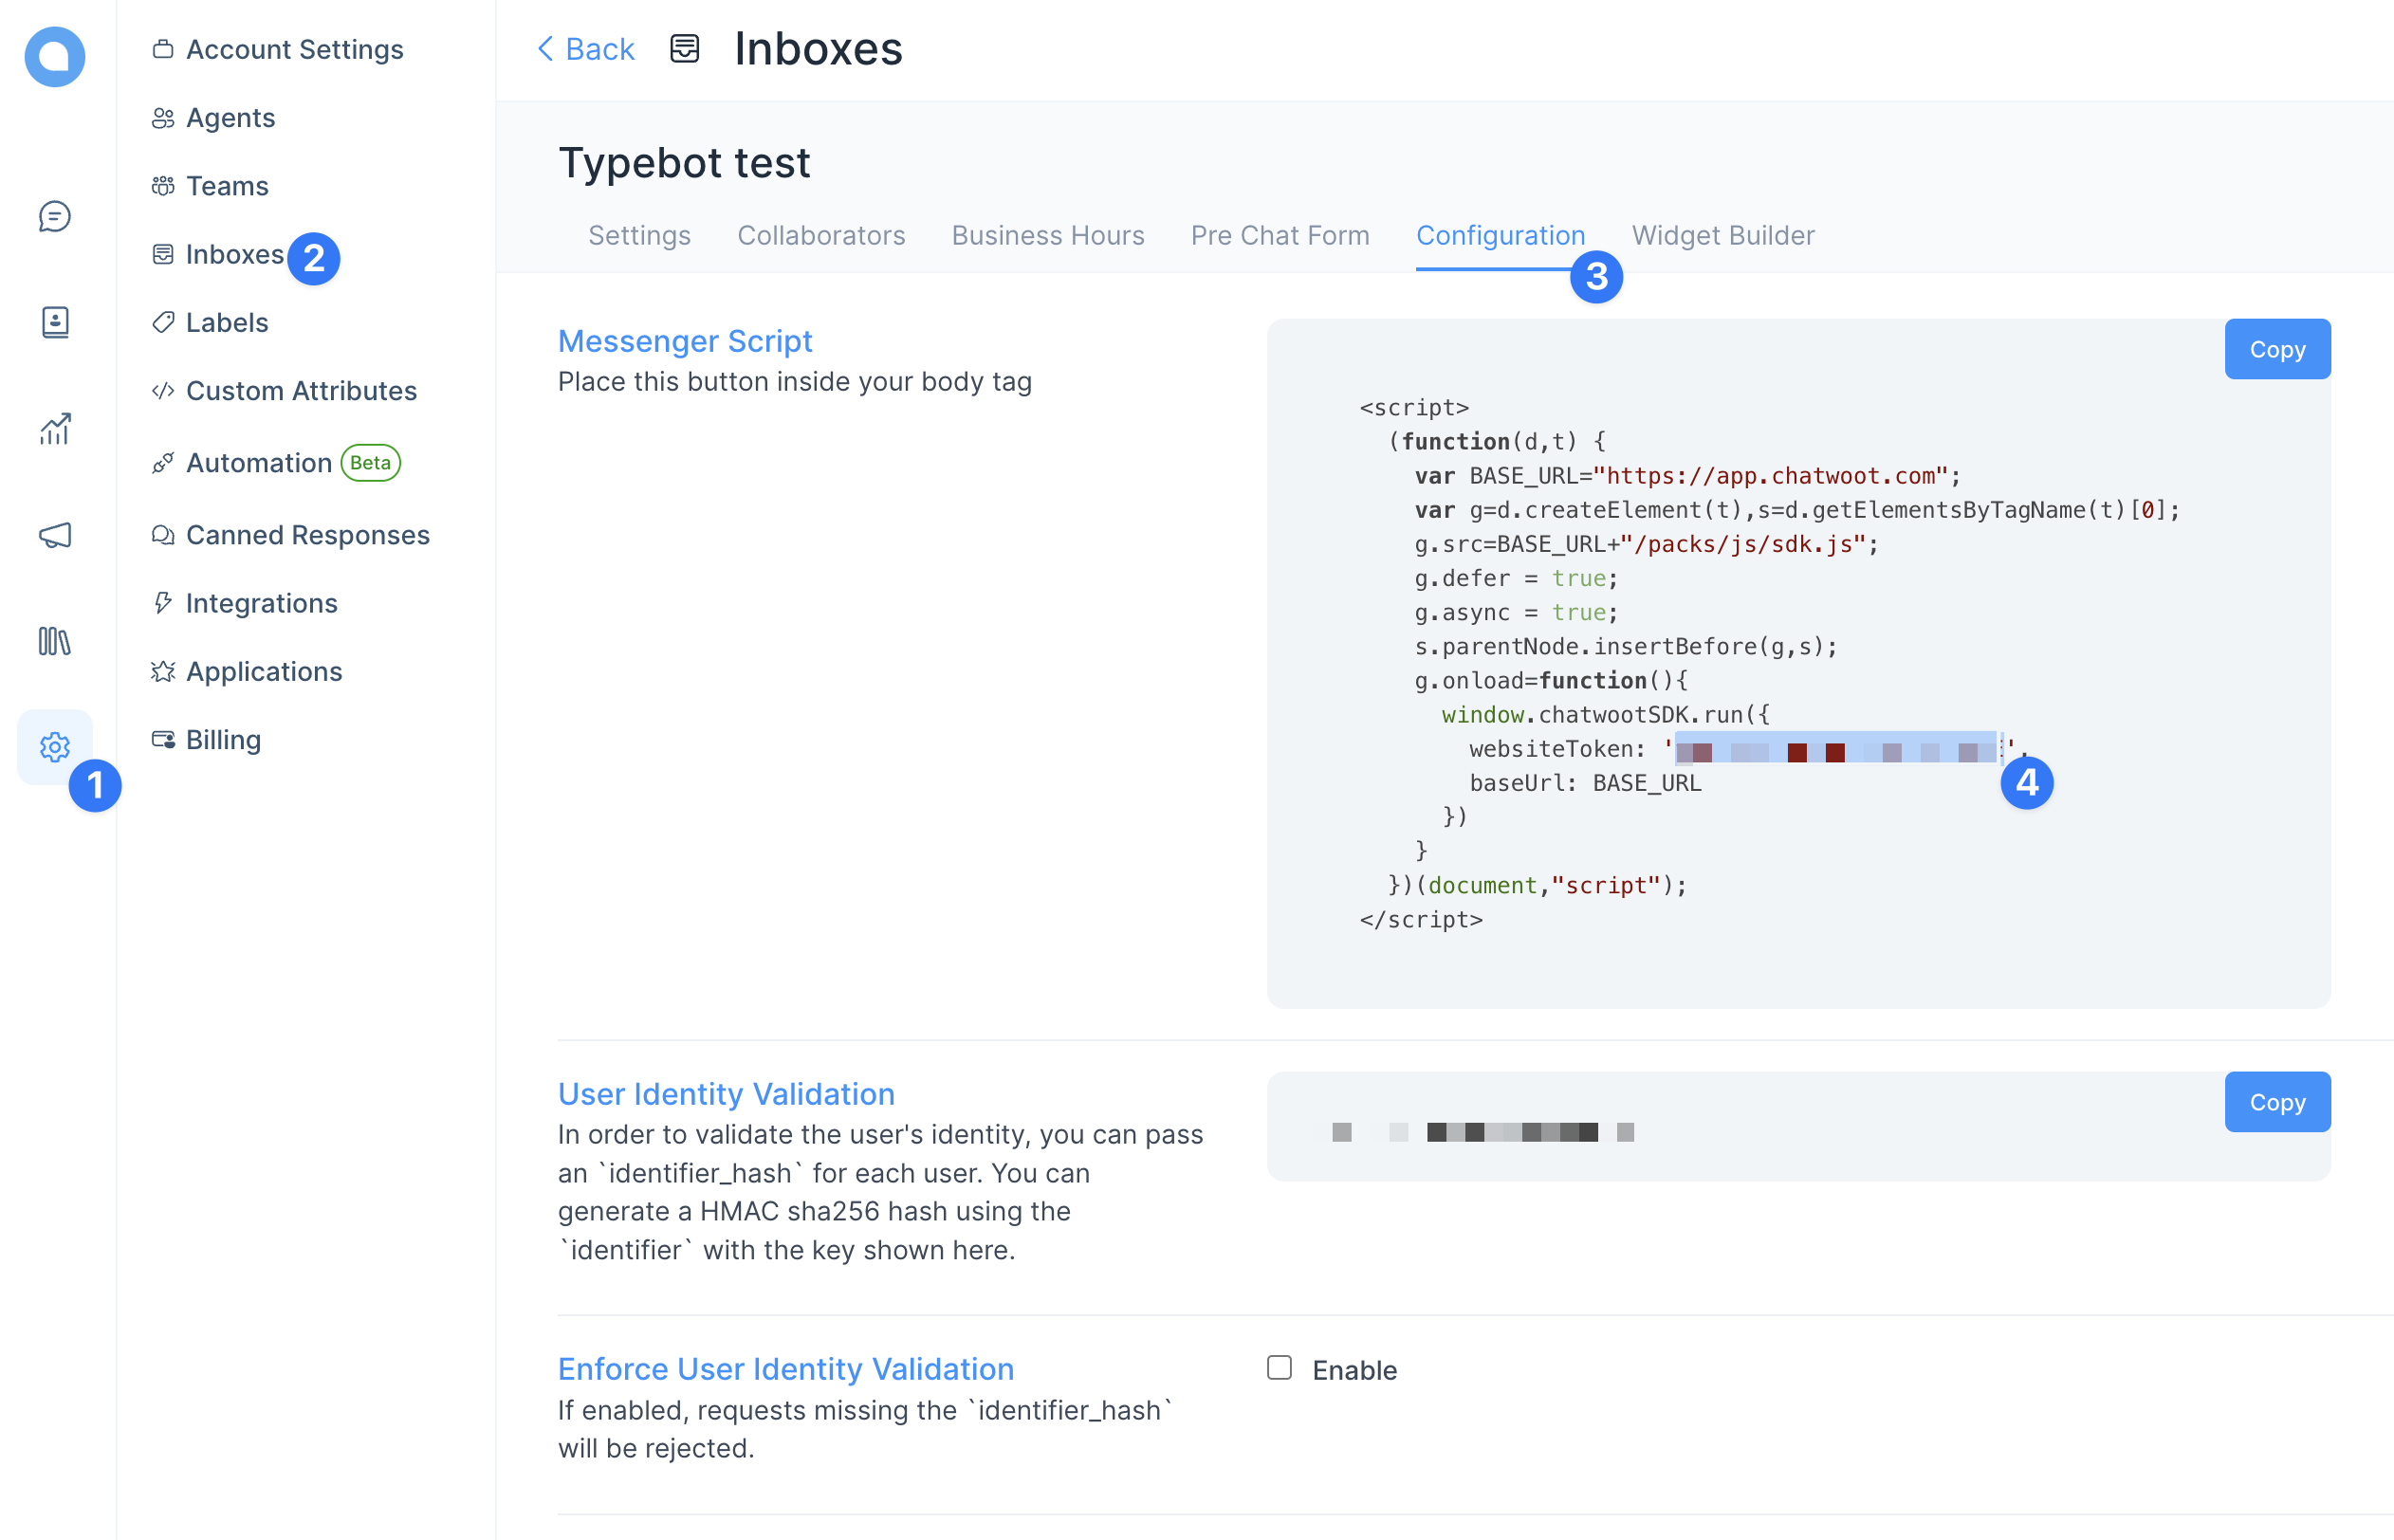 Account Settings
Agents
Teams
Inboxes 2
Labels
Custom Attributes
Automation Beta
Canned Responses
Integrations
Applications
Billing
1
Back Inboxes
Typebot test
Settings Collaborators Business Hours Pre Chat Form Configuration Widget Builder
3
Messenger Script
Place this button inside your body tag
Copy
<script>
(function(d,t) {
var BASE_URL="https://app.chatwoot.com";
var g=d.createElement(t),s=d.getElementsByTagName(t)[0];
g.src=BASE_URL+"/packs/js/sdk.js";
g.defer = true;
g.async = true;
s.parentNode.insertBefore(g,s);
g.onload=function(){
window.chatwootSDK.run({
websiteToken: '',
baseUrl: BASE_URL
4
})
}
})(document,"script");
</script>
User Identity Validation
In order to validate the user's identity, you can pass
an `identifier_hash` for each user. You can
generate a HMAC sha256 hash using the
`identifier` with the key shown here.
Copy
Enforce User Identity Validation
If enabled, requests missing the `identifier_hash`
will be rejected.
Enable